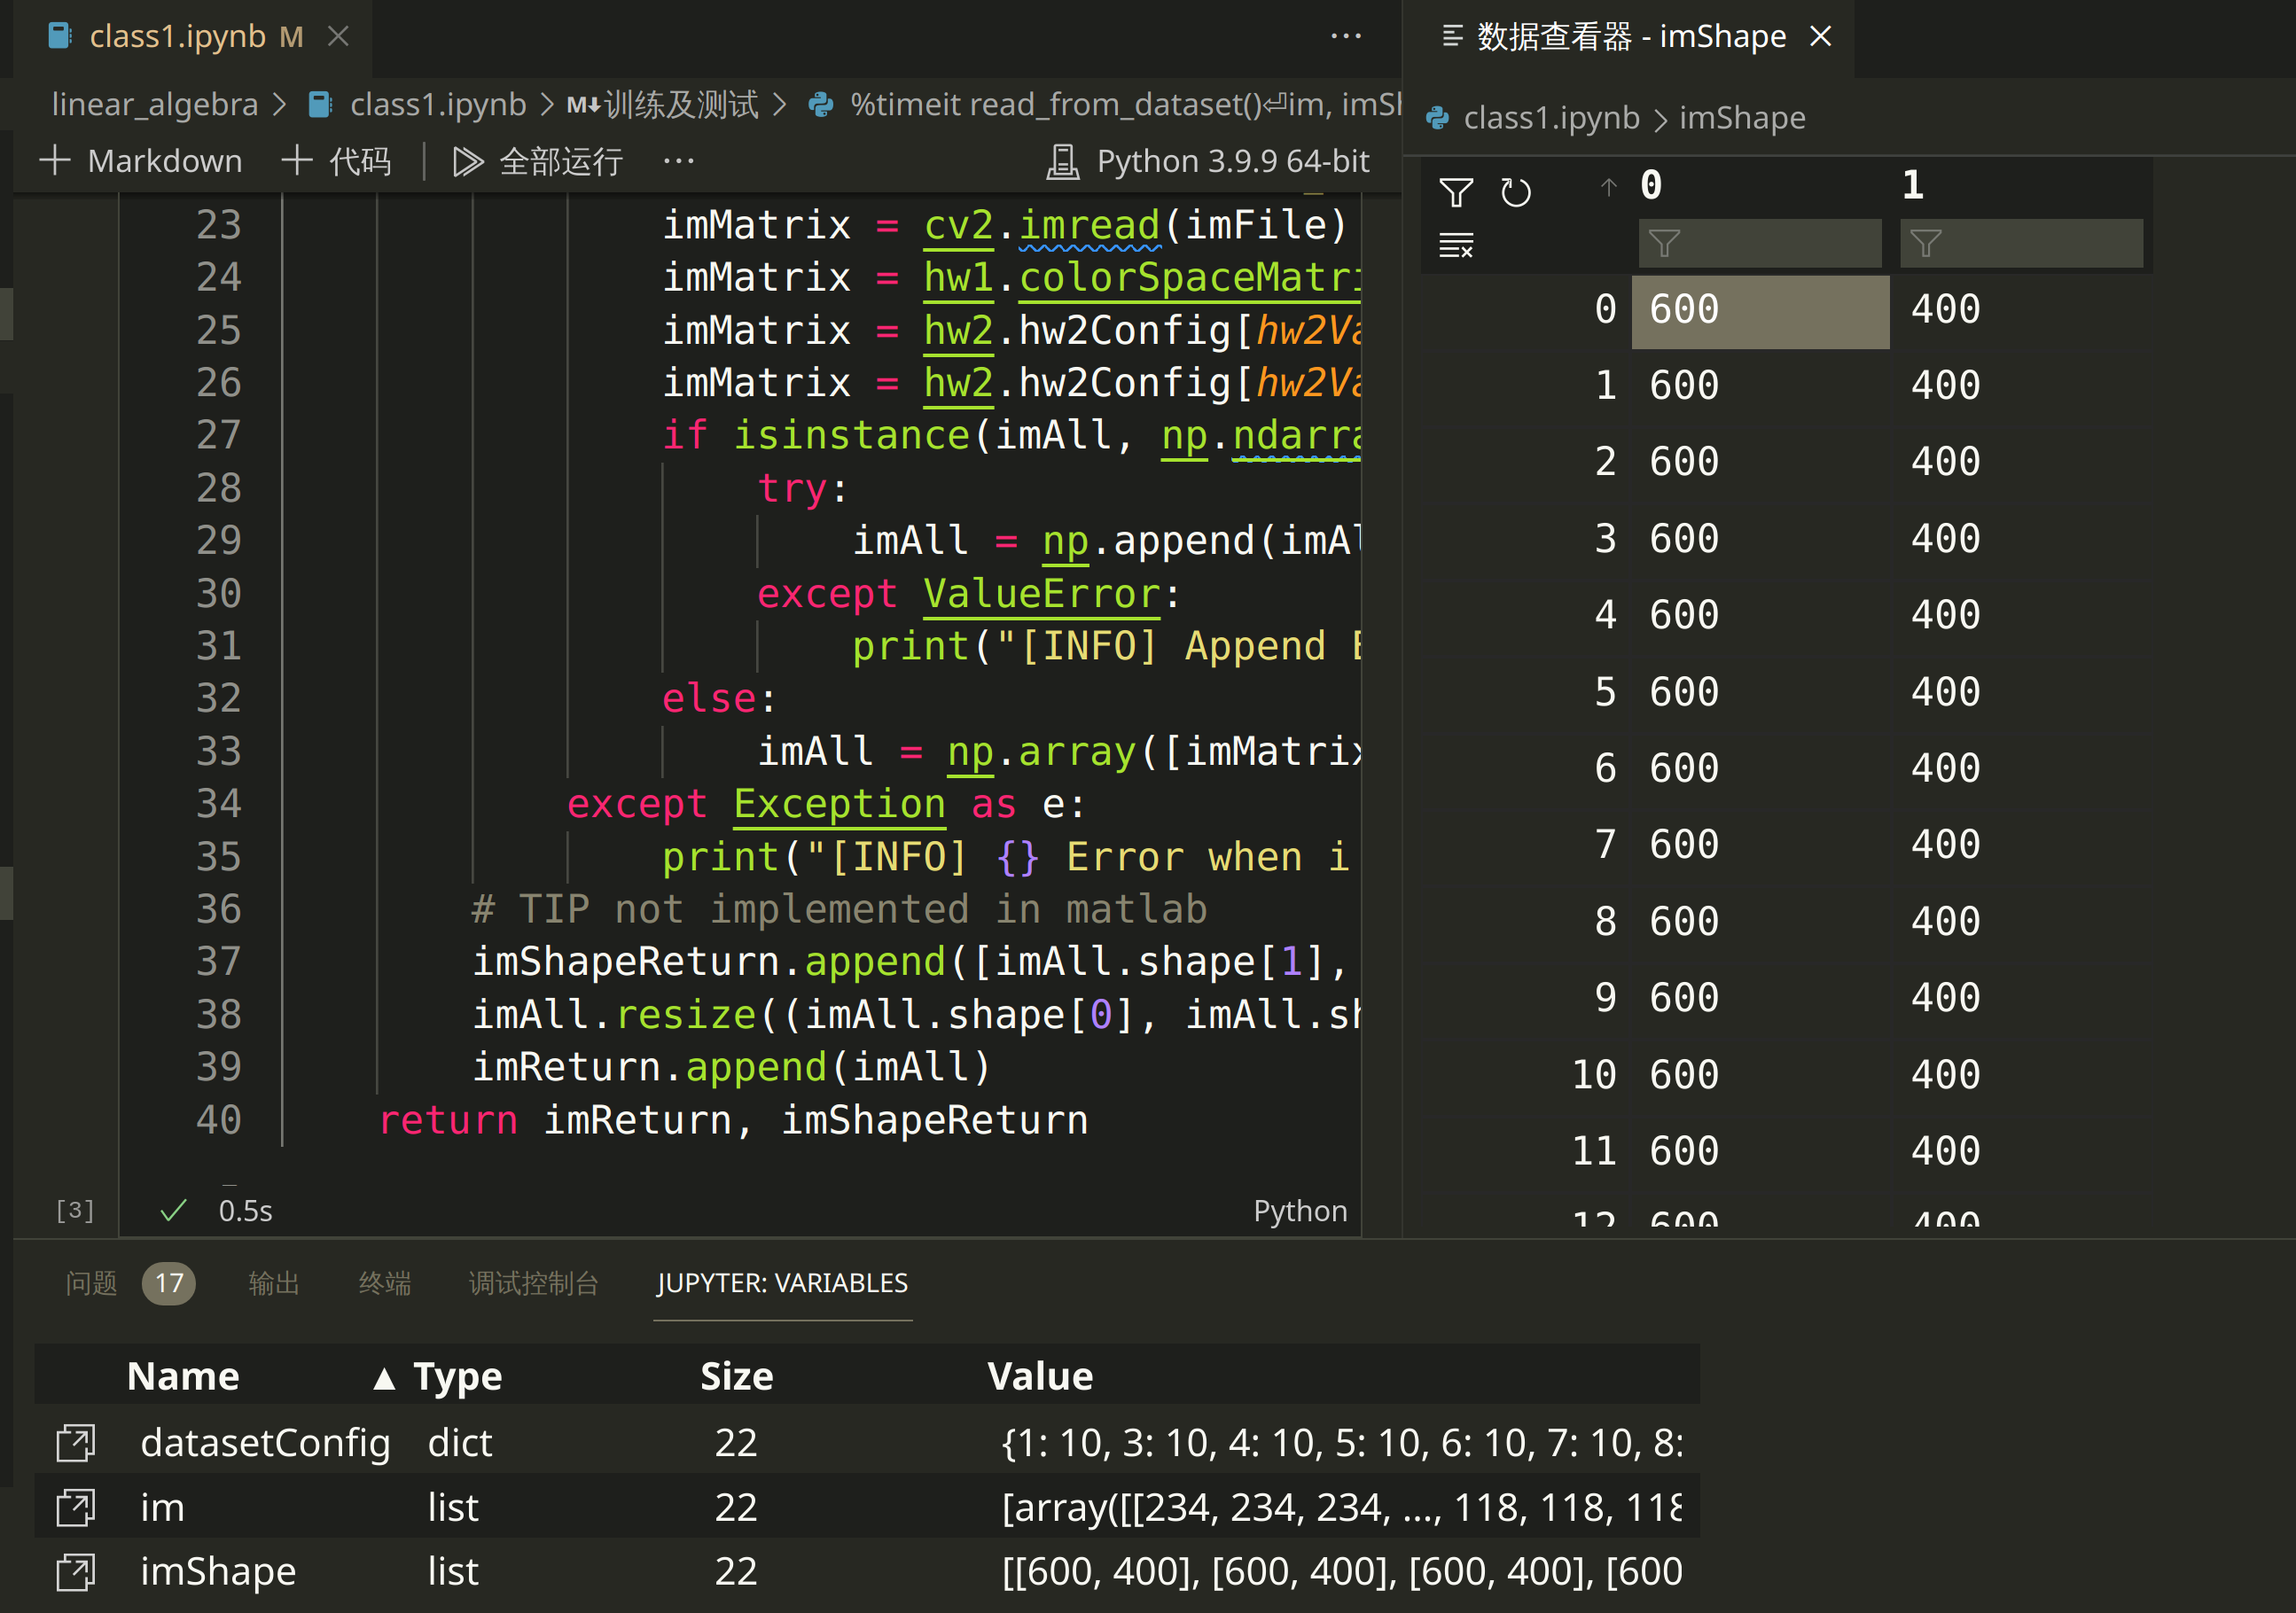 class1.ipynb M
linear_algebra > class1.ipynb > M↓训练及测试 > %timeit read_from_dataset()⏎im, imSh
+ Markdown + 代码 | 全部运行 ··· Python 3.9.9 64-bit
23 imMatrix = cv2.imread(imFile)
24 imMatrix = hw1.colorSpaceMatri
25 imMatrix = hw2.hw2Config[hw2Va
26 imMatrix = hw2.hw2Config[hw2Va
27 if isinstance(imAll, np.ndarra
28 try:
29 imAll = np.append(imAl
30 except ValueError:
31 print("[INFO] Append E
32 else:
33 imAll = np.array([imMatrix
34 except Exception as e:
35 print("[INFO] {} Error when i
36 # TIP not implemented in matlab
37 imShapeReturn.append([imAll.shape[1],
38 imAll.resize((imAll.shape[0], imAll.sh
39 imReturn.append(imAll)
40 return imReturn, imShapeReturn
[3] 0.5s Python
数据查看器 - imShape
class1.ipynb > imShape
0 1
0 600 400
1 600 400
2 600 400
3 600 400
4 600 400
5 600 400
6 600 400
7 600 400
8 600 400
9 600 400
10 600 400
11 600 400
12 600 400
问题 17 输出 终端 调试控制台 JUPYTER: VARIABLES
Name ▲ Type Size Value
datasetConfig dict 22 {1: 10, 3: 10, 4: 10, 5: 10, 6: 10, 7: 10, 8:
im list 22 [array([[234, 234, 234, ..., 118, 118, 118
imShape list 22 [[600, 400], [600, 400], [600, 400], [600